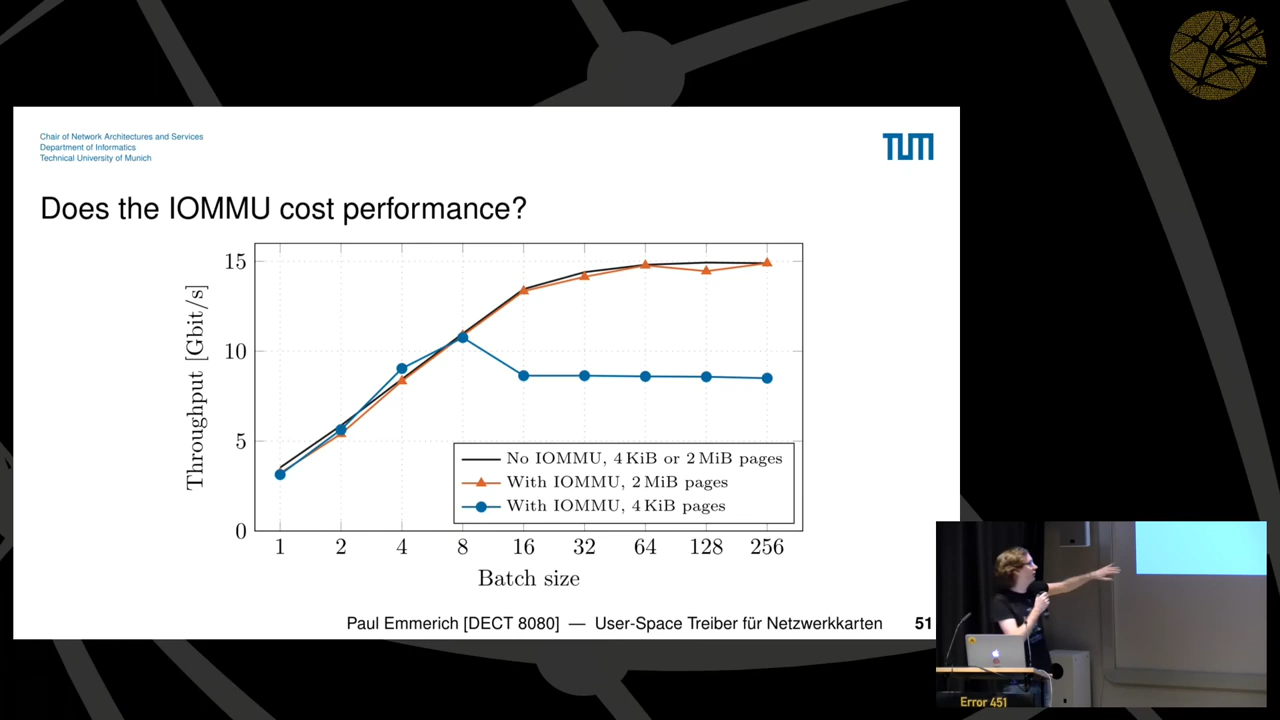 Chair of Network Architectures and Services
Department of Informatics
Technical University of Munich
TUM
Does the IOMMU cost performance?
Throughput [Gbit/s]
15
10
5
0
No IOMMU, 4 KiB or 2 MiB pages
With IOMMU, 2 MiB pages
With IOMMU, 4 KiB pages
1 2 4 8 16 32 64 128 256
Batch size
Paul Emmerich [DECT 8080] — User-Space Treiber für Netzwerkkarten 51
Error 451